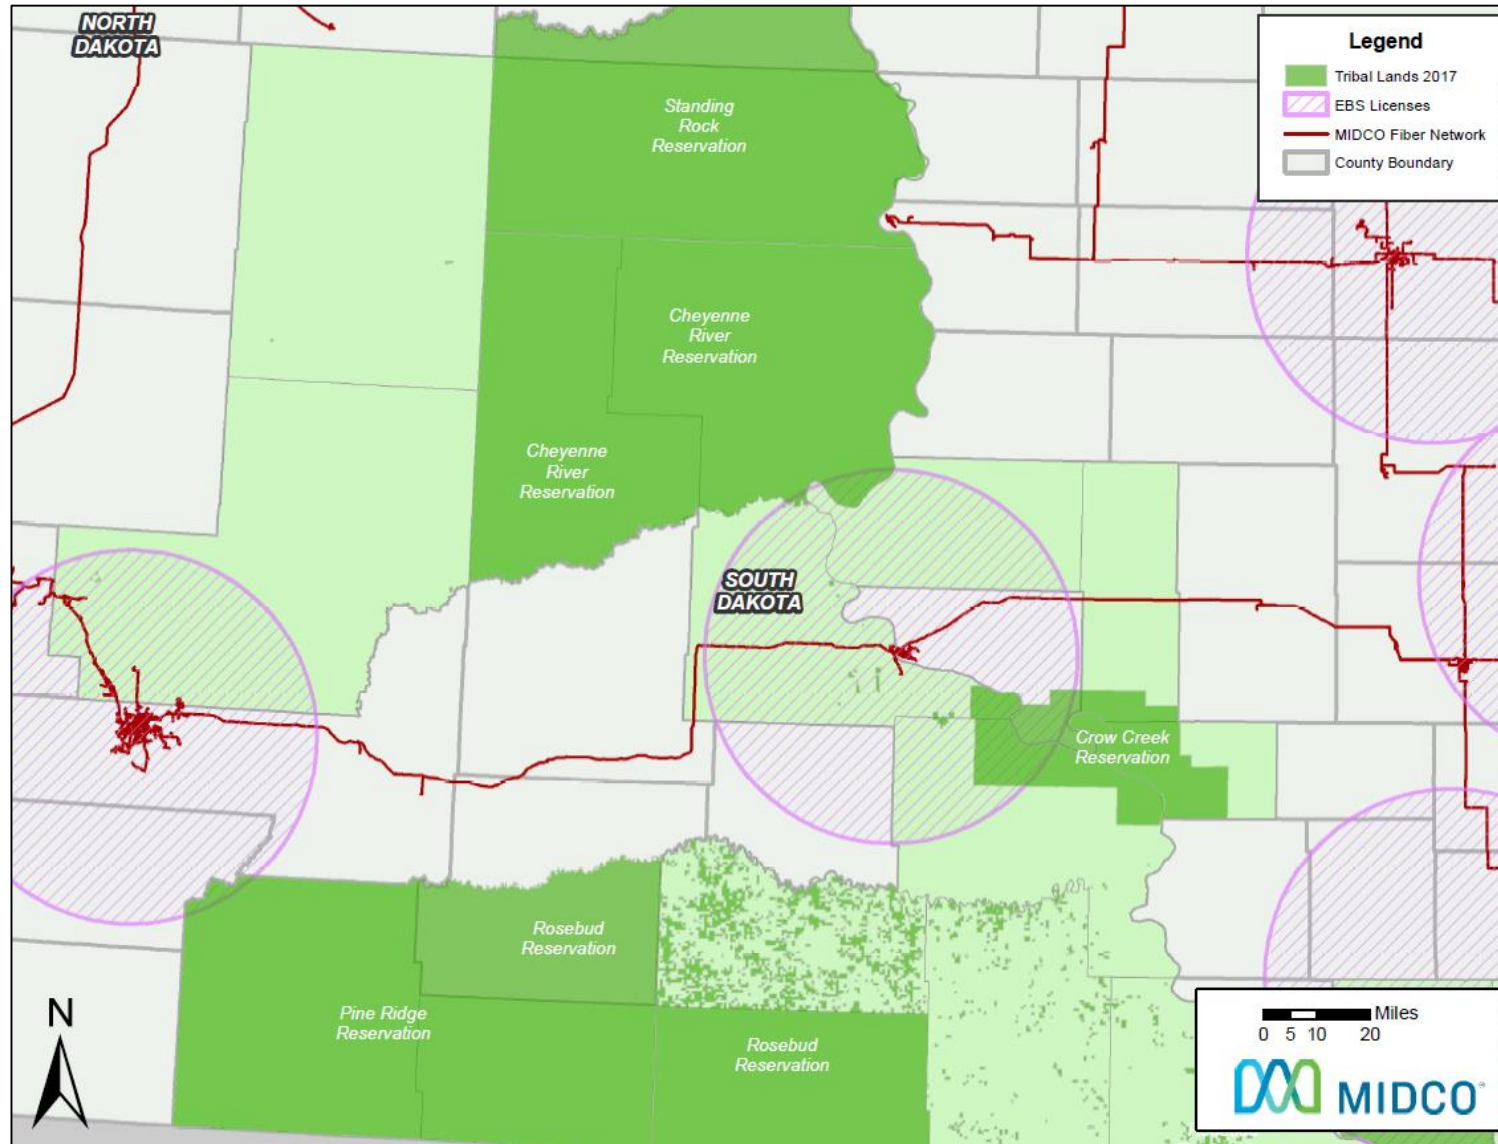 NORTH
DAKOTA
Legend
Tribal Lands 2017
EBS Licenses
MIDCO Fiber Network
County Boundary
Standing
Rock
Reservation
Cheyenne
River
Reservation
Cheyenne
River
Reservation
SOUTH
DAKOTA
Crow Creek
Reservation
Rosebud
Reservation
Pine Ridge
Reservation
Rosebud
Reservation
N
Miles
0 5 10 20
MIDCO